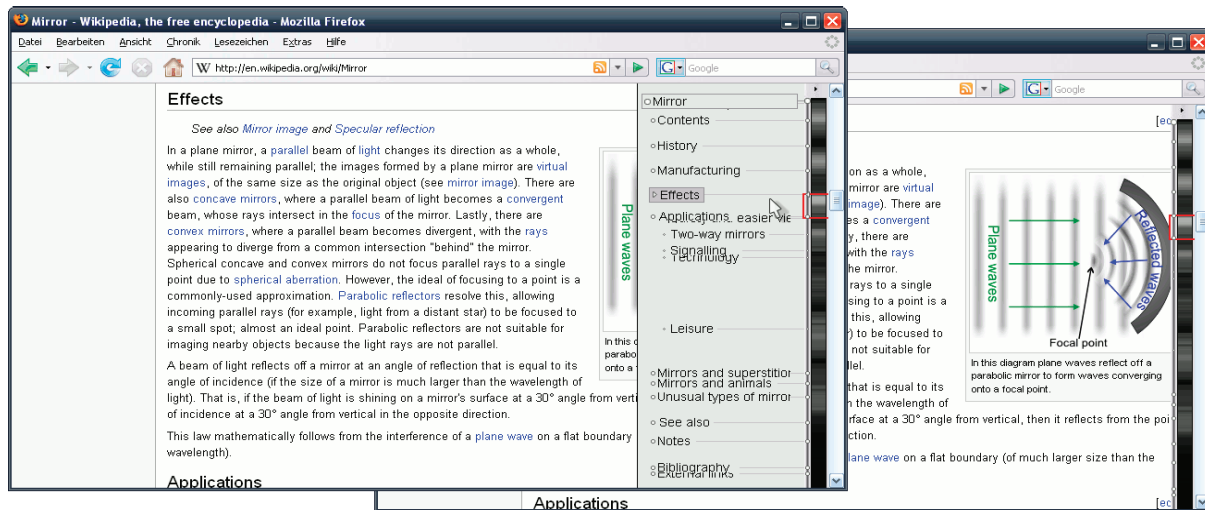 Mirror - Wikipedia, the free encyclopedia - Mozilla Firefox
Datei Bearbeiten Ansicht Chronik Lesezeichen Extras Hilfe
W http://en.wikipedia.org/wiki/Mirror G Google
Effects
See also Mirror image and Specular reflection
In a plane mirror, a parallel beam of light changes its direction as a whole,
while still remaining parallel; the images formed by a plane mirror are virtual
images, of the same size as the original object (see mirror image). There are
also concave mirrors, where a parallel beam of light becomes a convergent
beam, whose rays intersect in the focus of the mirror. Lastly, there are
convex mirrors, where a parallel beam becomes divergent, with the rays
appearing to diverge from a common intersection "behind" the mirror.
Spherical concave and convex mirrors do not focus parallel rays to a single
point due to spherical aberration. However, the ideal of focusing to a point is a
commonly-used approximation. Parabolic reflectors resolve this, allowing
incoming parallel rays (for example, light from a distant star) to be focused to
a small spot; almost an ideal point. Parabolic reflectors are not suitable for
imaging nearby objects because the light rays are not parallel.
A beam of light reflects off a mirror at an angle of reflection that is equal to its
angle of incidence (if the size of a mirror is much larger than the wavelength of
light). That is, if the beam of light is shining on a mirror's surface at a 30° angle from verti
of incidence at a 30° angle from vertical in the opposite direction.
This law mathematically follows from the interference of a plane wave on a flat boundary
wavelength).
Applications
Plane waves
In this d
parabo
onto a
Mirror
Contents
History
Manufacturing
Effects
Applications
easier vie
Two-way mirrors
Signalling
Technology
Leisure
Mirrors and superstition
Mirrors and animals
Unusual types of mirror
See also
Notes
Bibliography
External links
G Google
[ec
on as a whole,
mirror are virtual
image). There are
es a convergent
y, there are
with the rays
he mirror.
rays to a single
sing to a point is a
this, allowing
r) to be focused to
not suitable for
llel.
that is equal to its
n the wavelength of
rface at a 30° angle from vertical, then it reflects from the poi
ction.
lane wave on a flat boundary (of much larger size than the
Applications
[ec
Plane waves
Reflected waves
Focal point
In this diagram plane waves reflect off a
parabolic mirror to form waves converging
onto a focal point.